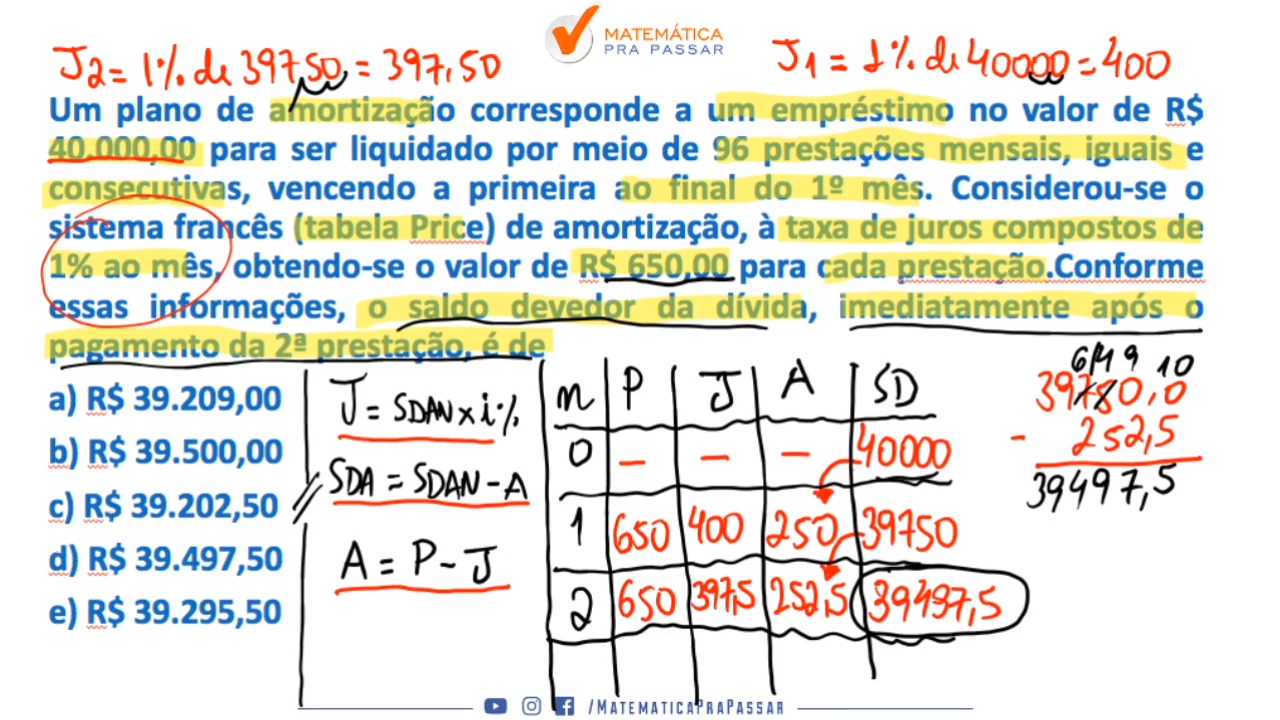 MATEMÁTICA
PRA PASSAR
J2 = 1% de 39750 = 397,50
J1 = 1% de 40000 = 400
Um plano de amortização corresponde a um empréstimo no valor de R$
40.000,00 para ser liquidado por meio de 96 prestações mensais, iguais e
consecutivas, vencendo a primeira ao final do 1º mês. Considerou-se o
sistema francês (tabela Price) de amortização, à taxa de juros compostos de
1% ao mês, obtendo-se o valor de R$ 650,00 para cada prestação.Conforme
essas informações, o saldo devedor da dívida, imediatamente após o
pagamento da 2ª prestação, é de
a) R$ 39.209,00
b) R$ 39.500,00
c) R$ 39.202,50
d) R$ 39.497,50
e) R$ 39.295,50
J = SDAN x i%
SDA = SDAN - A
A = P - J
n P J A SD
0 - - - 40000
1 650 400 250 39750
2 650 397,5 252,5 39497,5
39750,0
- 252,5
39497,5
/MATEMATICAPRAPASSAR